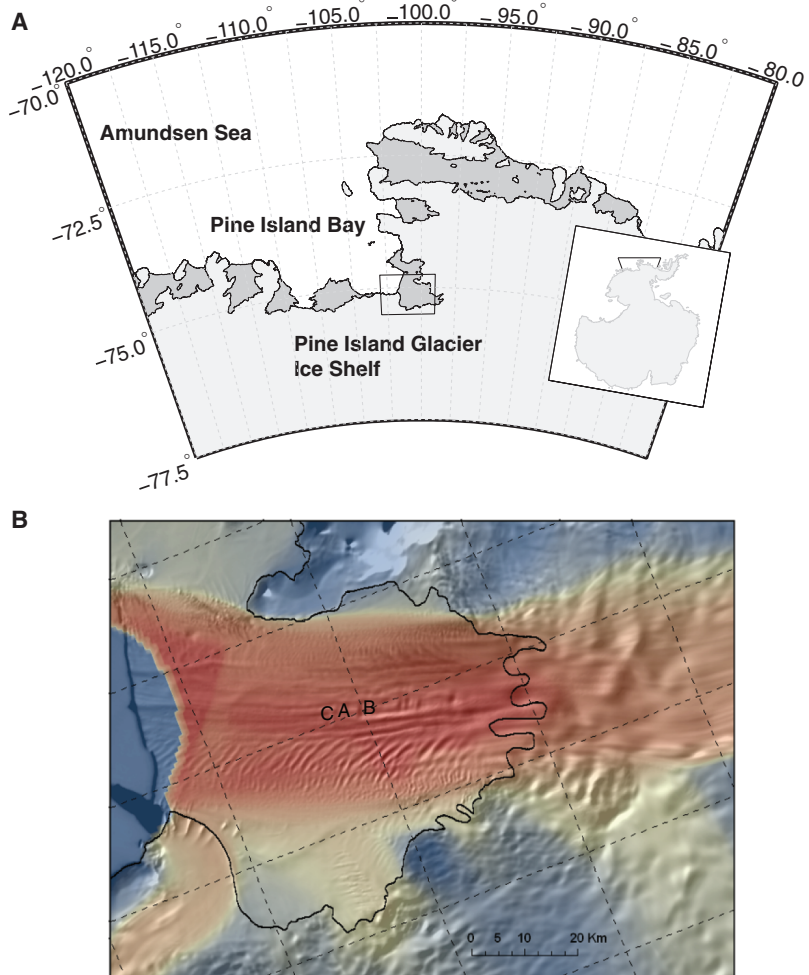 A
−120.0°
−115.0°
−110.0°
−105.0°
−100.0°
−95.0°
−90.0°
−85.0°
−80.0
−70.0°
Amundsen Sea
−72.5°
Pine Island Bay
−75.0°
Pine Island Glacier
Ice Shelf
−77.5°
B
C A B
0 5 10 20 Km